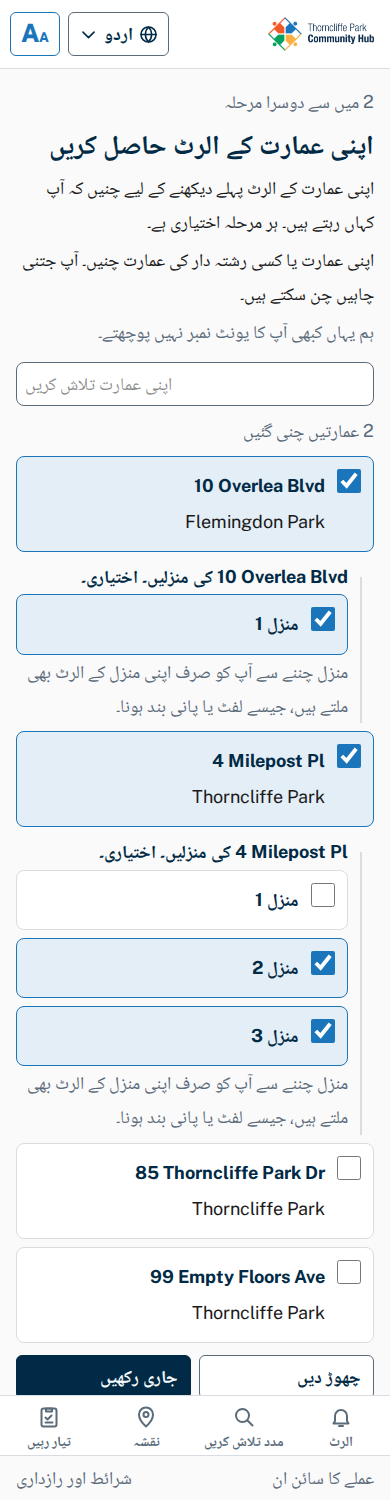 Thorncliffe Park
Community Hub
اردو
AA
2 میں سے دوسرا مرحلہ
اپنی عمارت کے الرٹ حاصل کریں
اپنی عمارت کے الرٹ پہلے دیکھنے کے لیے چنیں کہ آپ
کہاں رہتے ہیں۔ ہر مرحلہ اختیاری ہے۔
اپنی عمارت یا کسی رشتہ دار کی عمارت چنیں۔ آپ جتنی
چاہیں چن سکتے ہیں۔
ہم یہاں کبھی آپ کا یونٹ نمبر نہیں پوچھتے۔
اپنی عمارت تلاش کریں
2 عمارتیں چنی گئیں
10 Overlea Blvd
Flemingdon Park
10 Overlea Blvd کی منزلیں۔ اختیاری۔
منزل 1
منزل چننے سے آپ کو صرف اپنی منزل کے الرٹ بھی
ملتے ہیں، جیسے لفٹ یا پانی بند ہونا۔
4 Milepost Pl
Thorncliffe Park
4 Milepost Pl کی منزلیں۔ اختیاری۔
منزل 1
منزل 2
منزل 3
منزل چننے سے آپ کو صرف اپنی منزل کے الرٹ بھی
ملتے ہیں، جیسے لفٹ یا پانی بند ہونا۔
85 Thorncliffe Park Dr
Thorncliffe Park
99 Empty Floors Ave
Thorncliffe Park
چھوڑ دیں
جاری رکھیں
الرٹ
مدد تلاش کریں
نقشہ
تیار رہیں
عملے کا سائن ان
شرائط اور رازداری